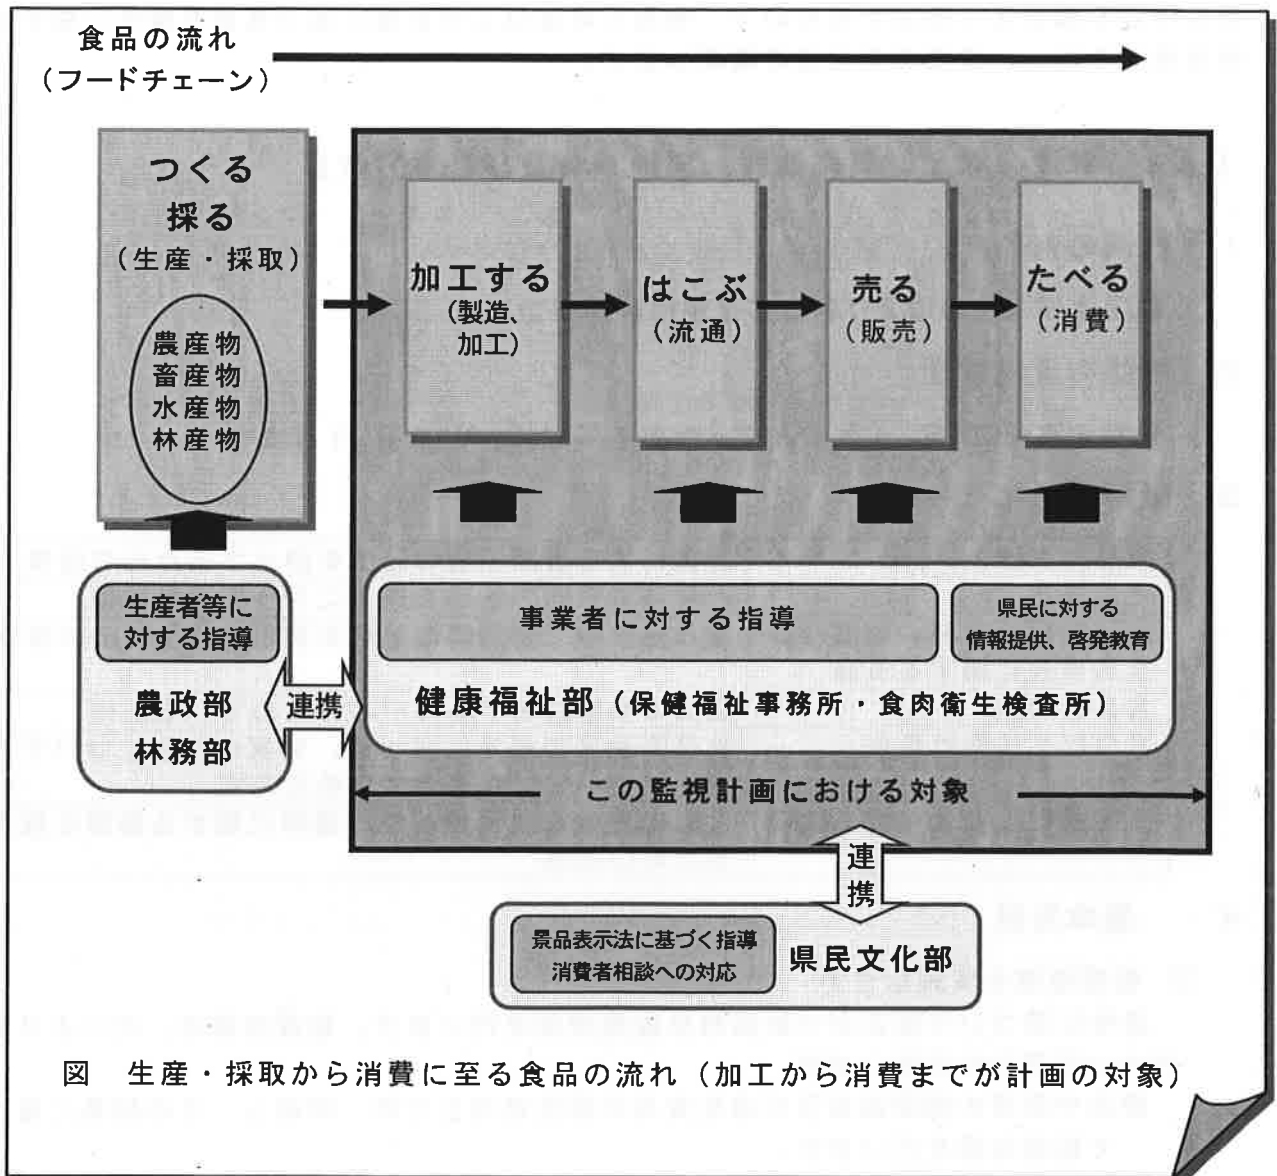 食品の流れ
（フードチェーン）
つくる
採る
（生産・採取）
農産物
畜産物
水産物
林産物
加工する
（製造、
加工）
はこぶ
（流通）
売る
（販売）
たべる
（消費）
生産者等に
対する指導
農政部
林務部
連携
事業者に対する指導
県民に対する
情報提供、啓発教育
健康福祉部（保健福祉事務所・食肉衛生検査所）
この監視計画における対象
連
携
景品表示法に基づく指導
消費者相談への対応
県民文化部
図　生産・採取から消費に至る食品の流れ（加工から消費までが計画の対象）